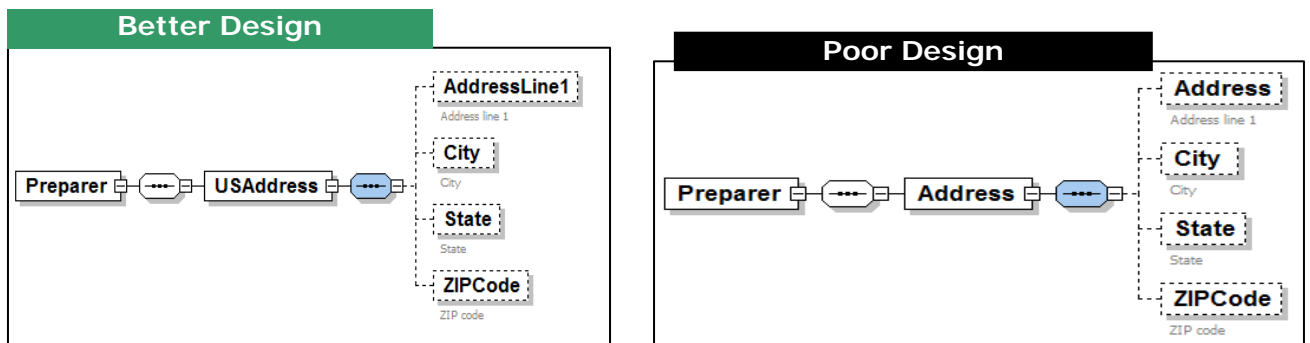 Better Design
AddressLine1
Address line 1
City
City
Preparer
USAddress
State
State
ZIPCode
ZIP code
Poor Design
Address
Address line 1
City
City
Preparer
Address
State
State
ZIPCode
ZIP code